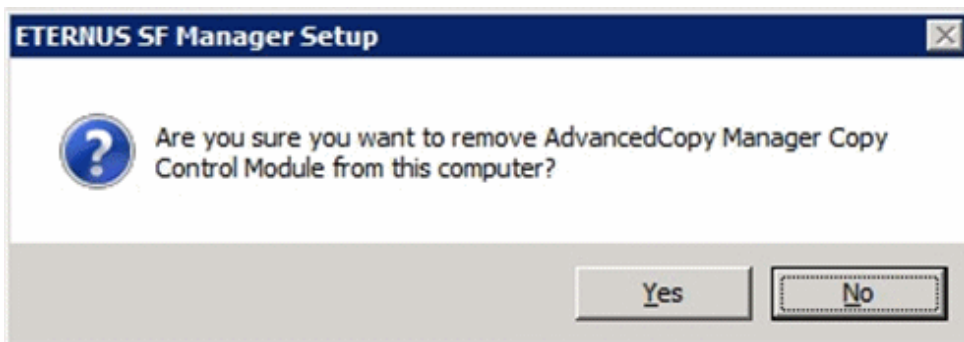 ETERNUS SF Manager Setup
Are you sure you want to remove AdvancedCopy Manager Copy
Control Module from this computer?
Yes
No